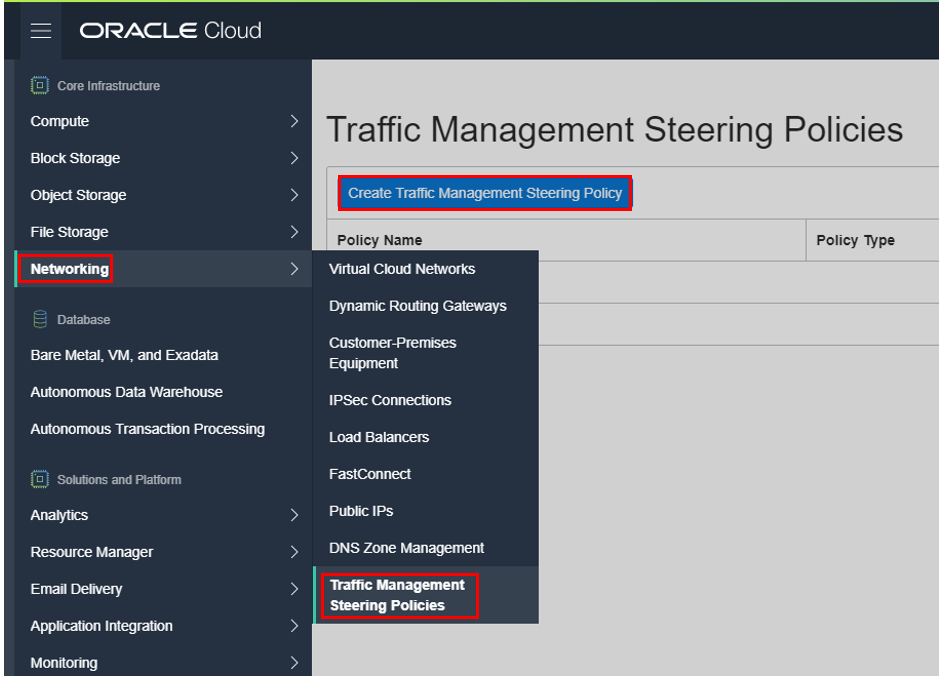 ORACLE Cloud
Core Infrastructure
Compute
Block Storage
Object Storage
File Storage
Networking
Database
Bare Metal, VM, and Exadata
Autonomous Data Warehouse
Autonomous Transaction Processing
Solutions and Platform
Analytics
Resource Manager
Email Delivery
Application Integration
Monitoring
Virtual Cloud Networks
Dynamic Routing Gateways
Customer-Premises
Equipment
IPSec Connections
Load Balancers
FastConnect
Public IPs
DNS Zone Management
Traffic Management
Steering Policies
Traffic Management Steering Policies
Create Traffic Management Steering Policy
Policy Name
Policy Type